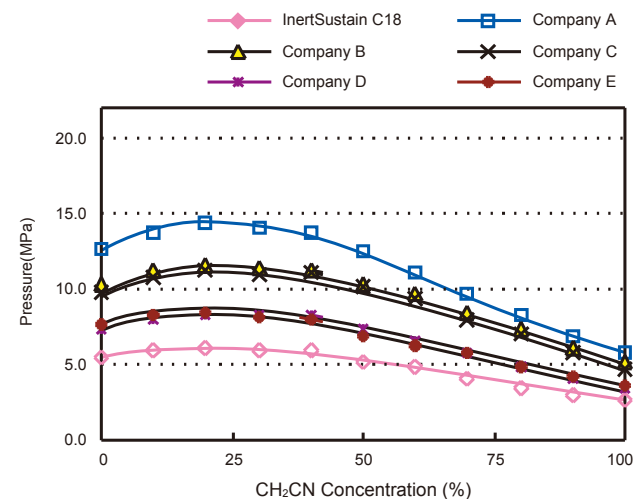 InertSustain C18 Company A
Company B Company C
Company D Company E
20.0
15.0
10.0
5.0
0.0
Pressure(MPa)
0 25 50 75 100
CH₂CN Concentration (%)